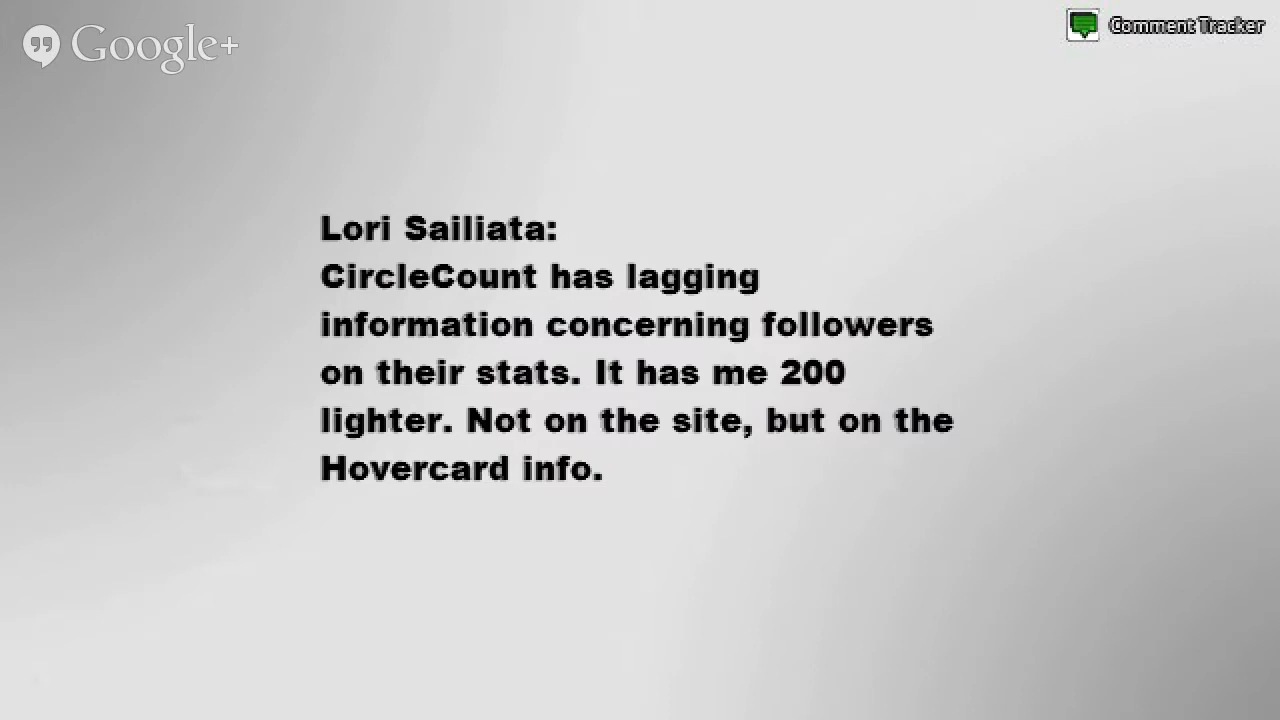 Google+
Comment Tracker
Lori Sailiata:
CircleCount has lagging
information concerning followers
on their stats. It has me 200
lighter. Not on the site, but on the
Hovercard info.